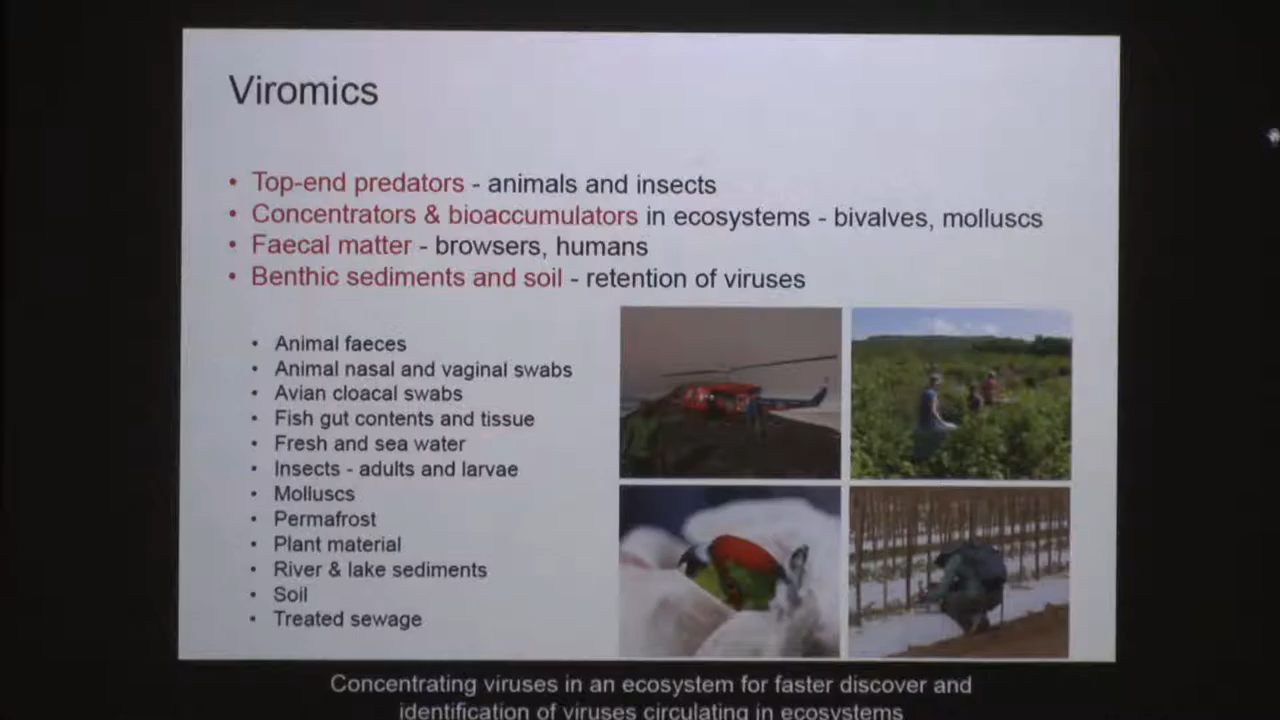 Viromics
• Top-end predators - animals and insects
• Concentrators & bioaccumulators in ecosystems - bivalves, molluscs
• Faecal matter - browsers, humans
• Benthic sediments and soil - retention of viruses
• Animal faeces
• Animal nasal and vaginal swabs
• Avian cloacal swabs
• Fish gut contents and tissue
• Fresh and sea water
• Insects - adults and larvae
• Molluscs
• Permafrost
• Plant material
• River & lake sediments
• Soil
• Treated sewage
Concentrating viruses in an ecosystem for faster discover and
identification of viruses circulating in ecosystems